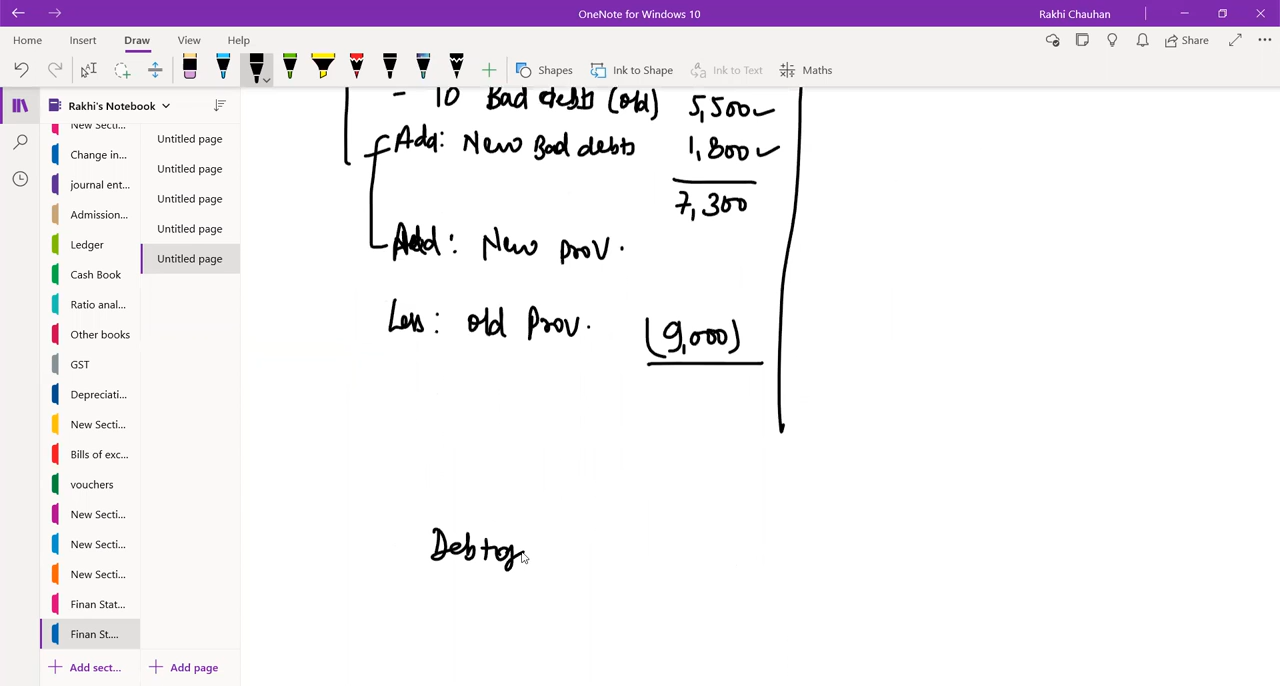 OneNote for Windows 10
Rakhi Chauhan
Home Insert Draw View Help
Share
Shapes
Ink to Shape
Ink to Text
Maths
Rakhi's Notebook
New Secti...
Change in...
journal ent...
Admission...
Ledger
Cash Book
Ratio anal...
Other books
GST
Depreciati...
New Secti...
Bills of exc...
vouchers
New Secti...
New Secti...
New Secti...
Finan Stat...
Finan St....
Add sect...
Untitled page
Untitled page
Untitled page
Untitled page
Untitled page
Add page
- To Bad debts (old) 5,500
Add: New Bad debts 1,800
7,300
Add: New prov.
Less: old Prov. (9,000)
Debto